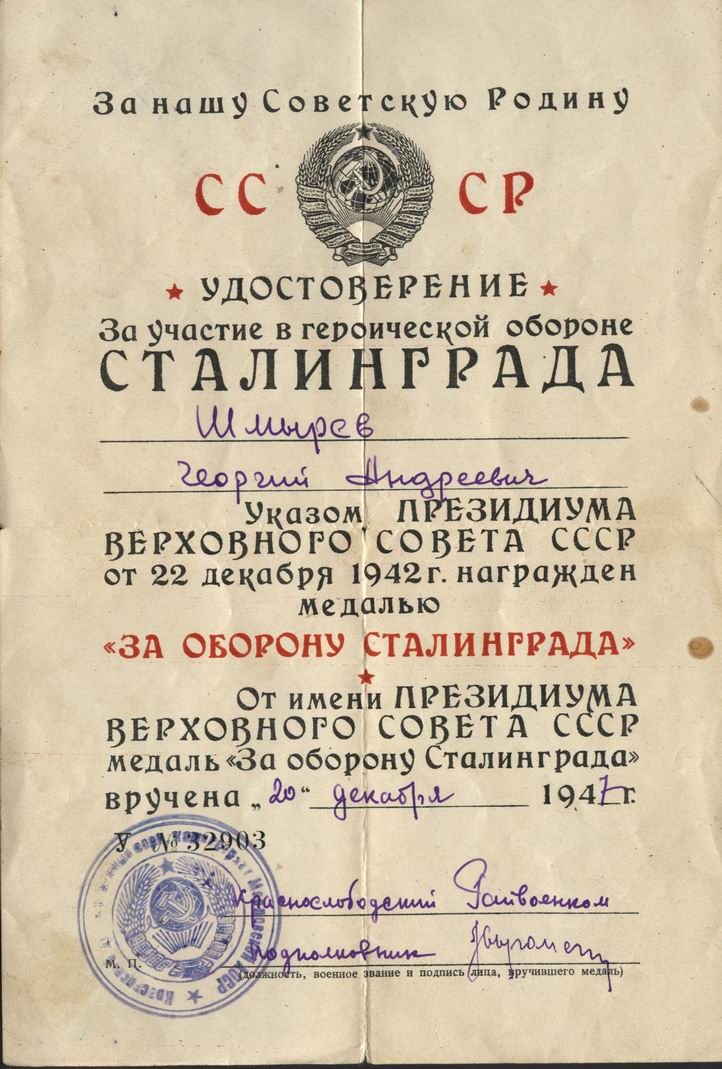 За нашу Советскую Родину
СС СР
УДОСТОВЕРЕНИЕ
За участие в героической обороне
СТАЛИНГРАДА
Шмырев
Георгий Андреевич
Указом ПРЕЗИДИУМА
ВЕРХОВНОГО СОВЕТА СССР
от 22 декабря 1942 г. награжден
медалью
«ЗА ОБОРОНУ СТАЛИНГРАДА»
От имени ПРЕЗИДИУМА
ВЕРХОВНОГО СОВЕТА СССР
медаль «За оборону Сталинграда»
вручена „20“ декабря 1947 г.
У № 32903
Краснослободский Райвоенком
подполковник
М. П.
(должность, военное звание и подпись лица, вручившего медаль)